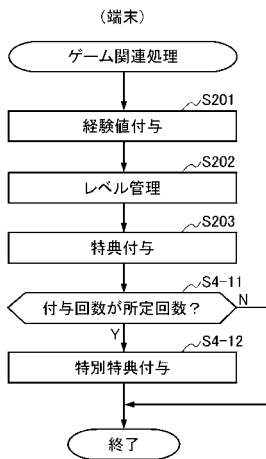 (端末)
ゲーム関連処理
S201
経験値付与
S202
レベル管理
S203
特典付与
S4-11
付与回数が所定回数？
N
Y
S4-12
特別特典付与
終了